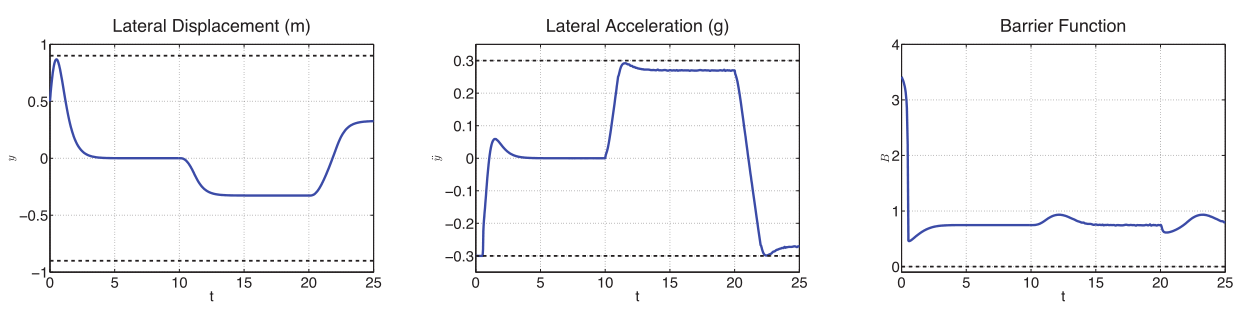 Lateral Displacement (m)
1
0.5
0
−0.5
−1
y
0 5 10 15 20 25
t
Lateral Acceleration (g)
0.3
0.2
0.1
0
−0.1
−0.2
−0.3
ÿ
0 5 10 15 20 25
t
Barrier Function
4
3
2
1
0
B
0 5 10 15 20 25
t